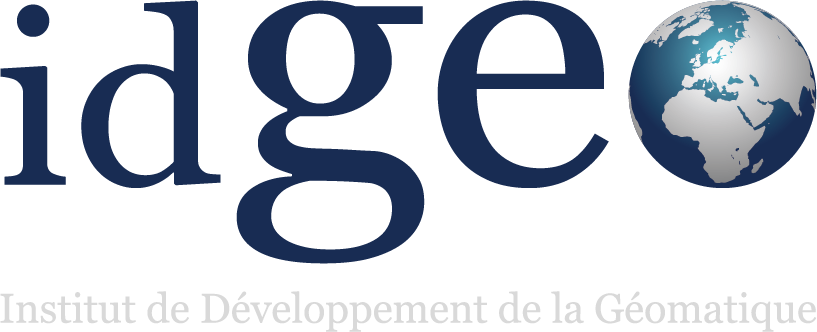 idgeo
Institut de Développement de la Géomatique